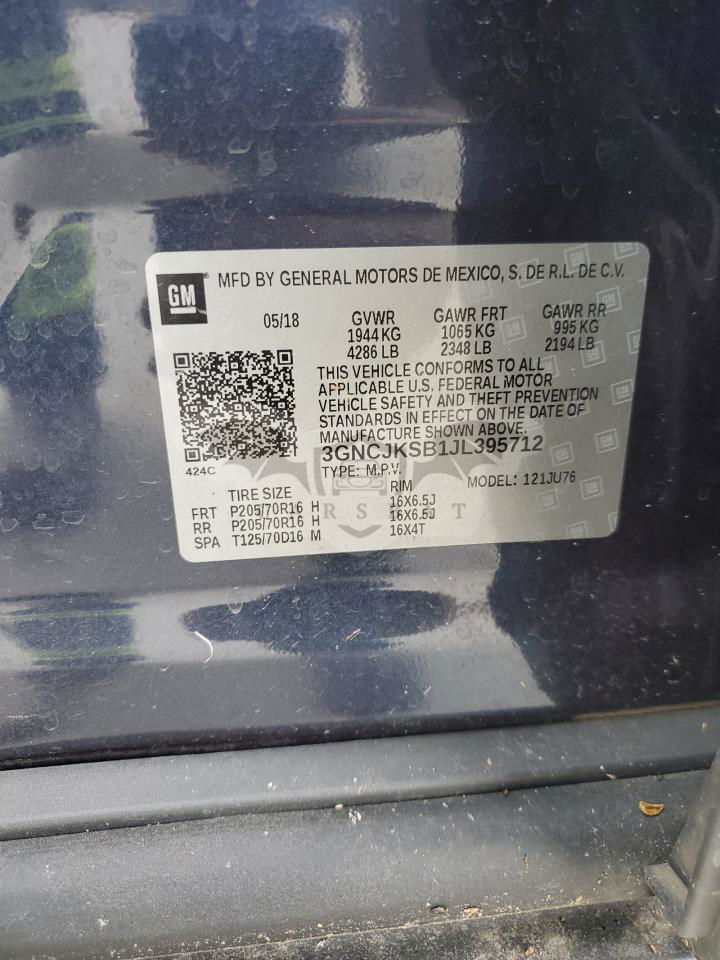 GM
MFD BY GENERAL MOTORS DE MEXICO, S. DE R.L. DE C.V.
05/18 GVWR GAWR FRT GAWR RR
1944 KG 1065 KG 995 KG
4286 LB 2348 LB 2194 LB
THIS VEHICLE CONFORMS TO ALL
APPLICABLE U.S. FEDERAL MOTOR
VEHICLE SAFETY AND THEFT PREVENTION
STANDARDS IN EFFECT ON THE DATE OF
MANUFACTURE SHOWN ABOVE.
3GNCJKSB1JL395712
424C TYPE: M.P.V. MODEL: 121JU76
TIRE SIZE RIM
FRT P205/70R16 H 16X6.5J
RR P205/70R16 H 16X6.5J
SPA T125/70D16 M 16X4T